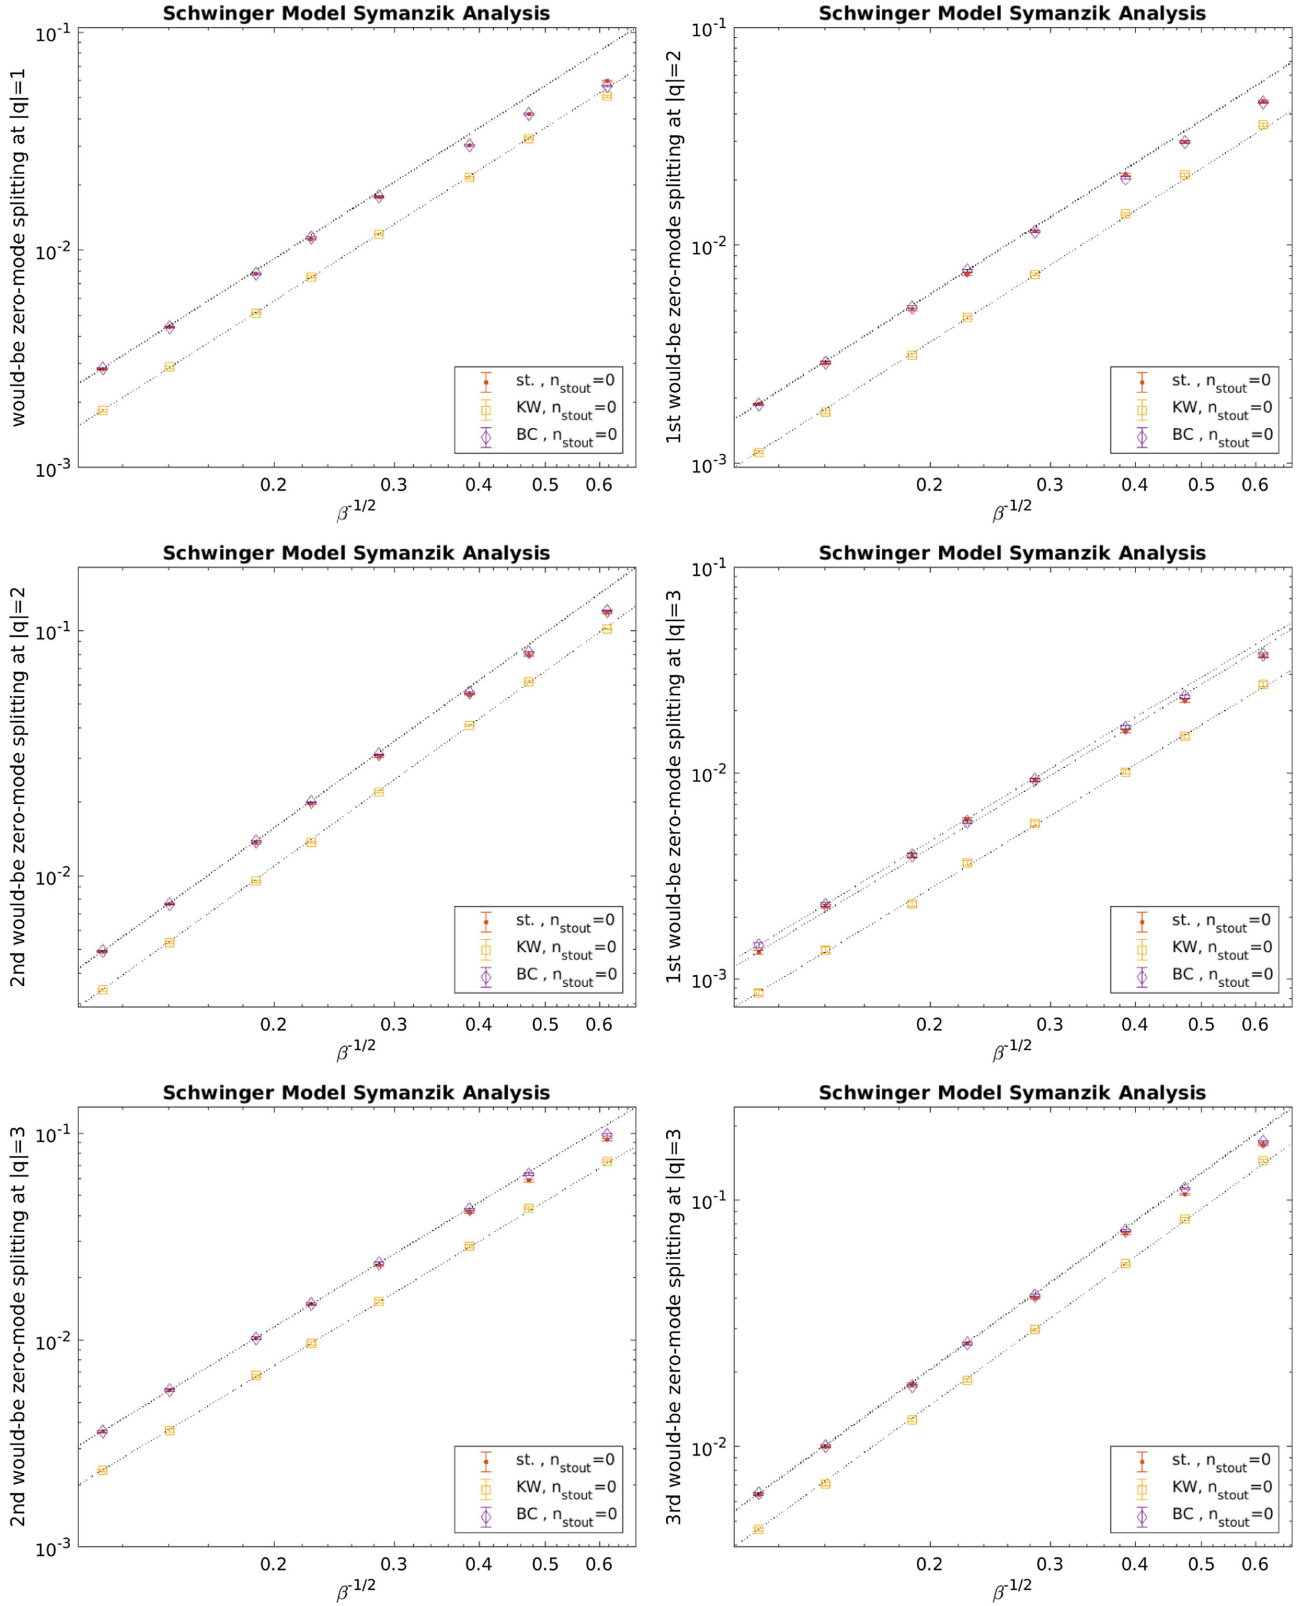 Schwinger Model Symanzik Analysis
would-be zero-mode splitting at |q|=1
10^-1
10^-2
10^-3
0.2 0.3 0.4 0.5 0.6
β^-1/2
st. , n_stout=0
KW, n_stout=0
BC , n_stout=0
Schwinger Model Symanzik Analysis
1st would-be zero-mode splitting at |q|=2
10^-1
10^-2
10^-3
0.2 0.3 0.4 0.5 0.6
β^-1/2
st. , n_stout=0
KW, n_stout=0
BC , n_stout=0
Schwinger Model Symanzik Analysis
2nd would-be zero-mode splitting at |q|=2
10^-1
10^-2
0.2 0.3 0.4 0.5 0.6
β^-1/2
st. , n_stout=0
KW, n_stout=0
BC , n_stout=0
Schwinger Model Symanzik Analysis
1st would-be zero-mode splitting at |q|=3
10^-1
10^-2
10^-3
0.2 0.3 0.4 0.5 0.6
β^-1/2
st. , n_stout=0
KW, n_stout=0
BC , n_stout=0
Schwinger Model Symanzik Analysis
2nd would-be zero-mode splitting at |q|=3
10^-1
10^-2
10^-3
0.2 0.3 0.4 0.5 0.6
β^-1/2
st. , n_stout=0
KW, n_stout=0
BC , n_stout=0
Schwinger Model Symanzik Analysis
3rd would-be zero-mode splitting at |q|=3
10^-1
10^-2
0.2 0.3 0.4 0.5 0.6
β^-1/2
st. , n_stout=0
KW, n_stout=0
BC , n_stout=0